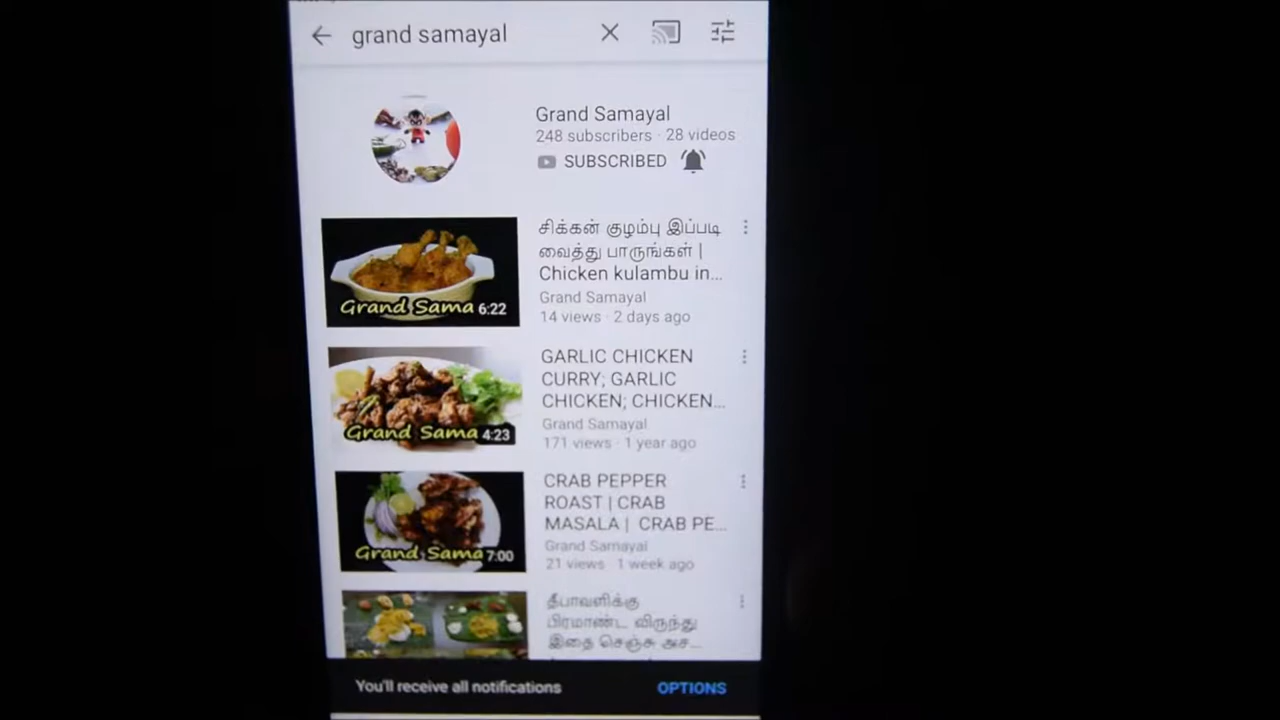 grand samayal
Grand Samayal
248 subscribers · 28 videos
SUBSCRIBED
சிக்கன் குழம்பு இப்படி
வைத்து பாருங்கள் |
Chicken kulambu in...
Grand Samayal
14 views · 2 days ago
Grand Sama 6:22
GARLIC CHICKEN
CURRY; GARLIC
CHICKEN; CHICKEN...
Grand Samayal
171 views · 1 year ago
Grand Sama 4:23
CRAB PEPPER
ROAST | CRAB
MASALA | CRAB PE...
Grand Samayal
21 views · 1 week ago
Grand Sama 7:00
தீபாவளிக்கு
பிரமாண்ட விருந்து
இதை செஞ்சு அச...
You'll receive all notifications
OPTIONS